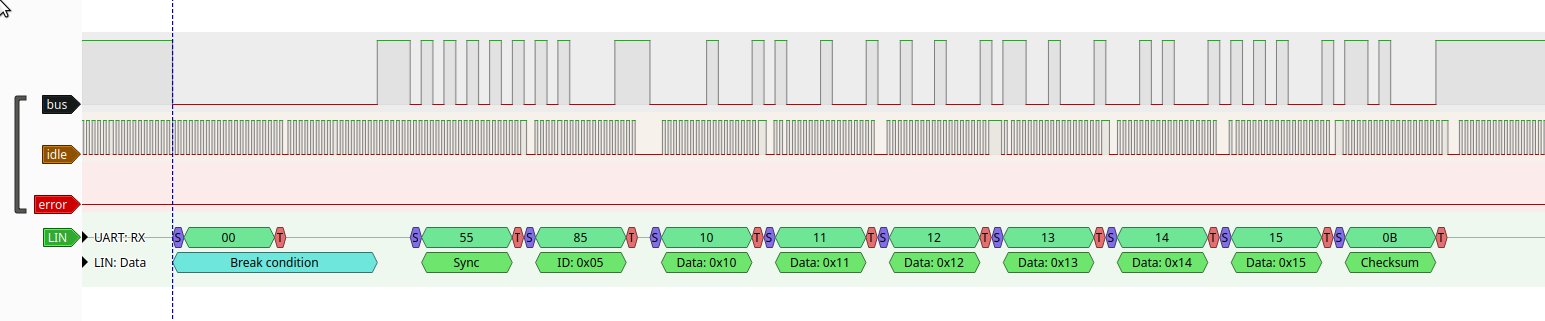 bus
idle
error
LIN UART: RX S 00 T S 55 T S 85 T S 10 T S 11 T S 12 T S 13 T S 14 T S 15 T S 0B T
LIN: Data Break condition Sync ID: 0x05 Data: 0x10 Data: 0x11 Data: 0x12 Data: 0x13 Data: 0x14 Data: 0x15 Checksum